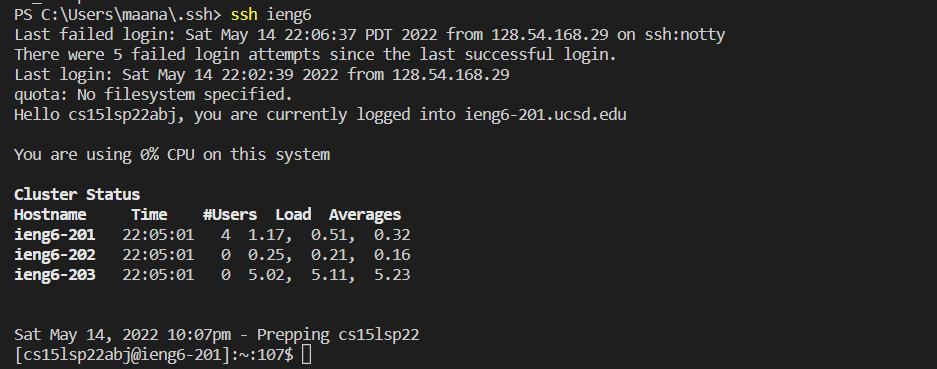 PS C:\Users\maana\.ssh> ssh ieng6
Last failed login: Sat May 14 22:06:37 PDT 2022 from 128.54.168.29 on ssh:notty
There were 5 failed login attempts since the last successful login.
Last login: Sat May 14 22:02:39 2022 from 128.54.168.29
quota: No filesystem specified.
Hello cs15lsp22abj, you are currently logged into ieng6-201.ucsd.edu
You are using 0% CPU on this system
Cluster Status
Hostname     Time    #Users  Load  Averages
ieng6-201   22:05:01   4  1.17,  0.51,  0.32
ieng6-202   22:05:01   0  0.25,  0.21,  0.16
ieng6-203   22:05:01   0  5.02,  5.11,  5.23
Sat May 14, 2022 10:07pm - Prepping cs15lsp22
[cs15lsp22abj@ieng6-201]:~:107$